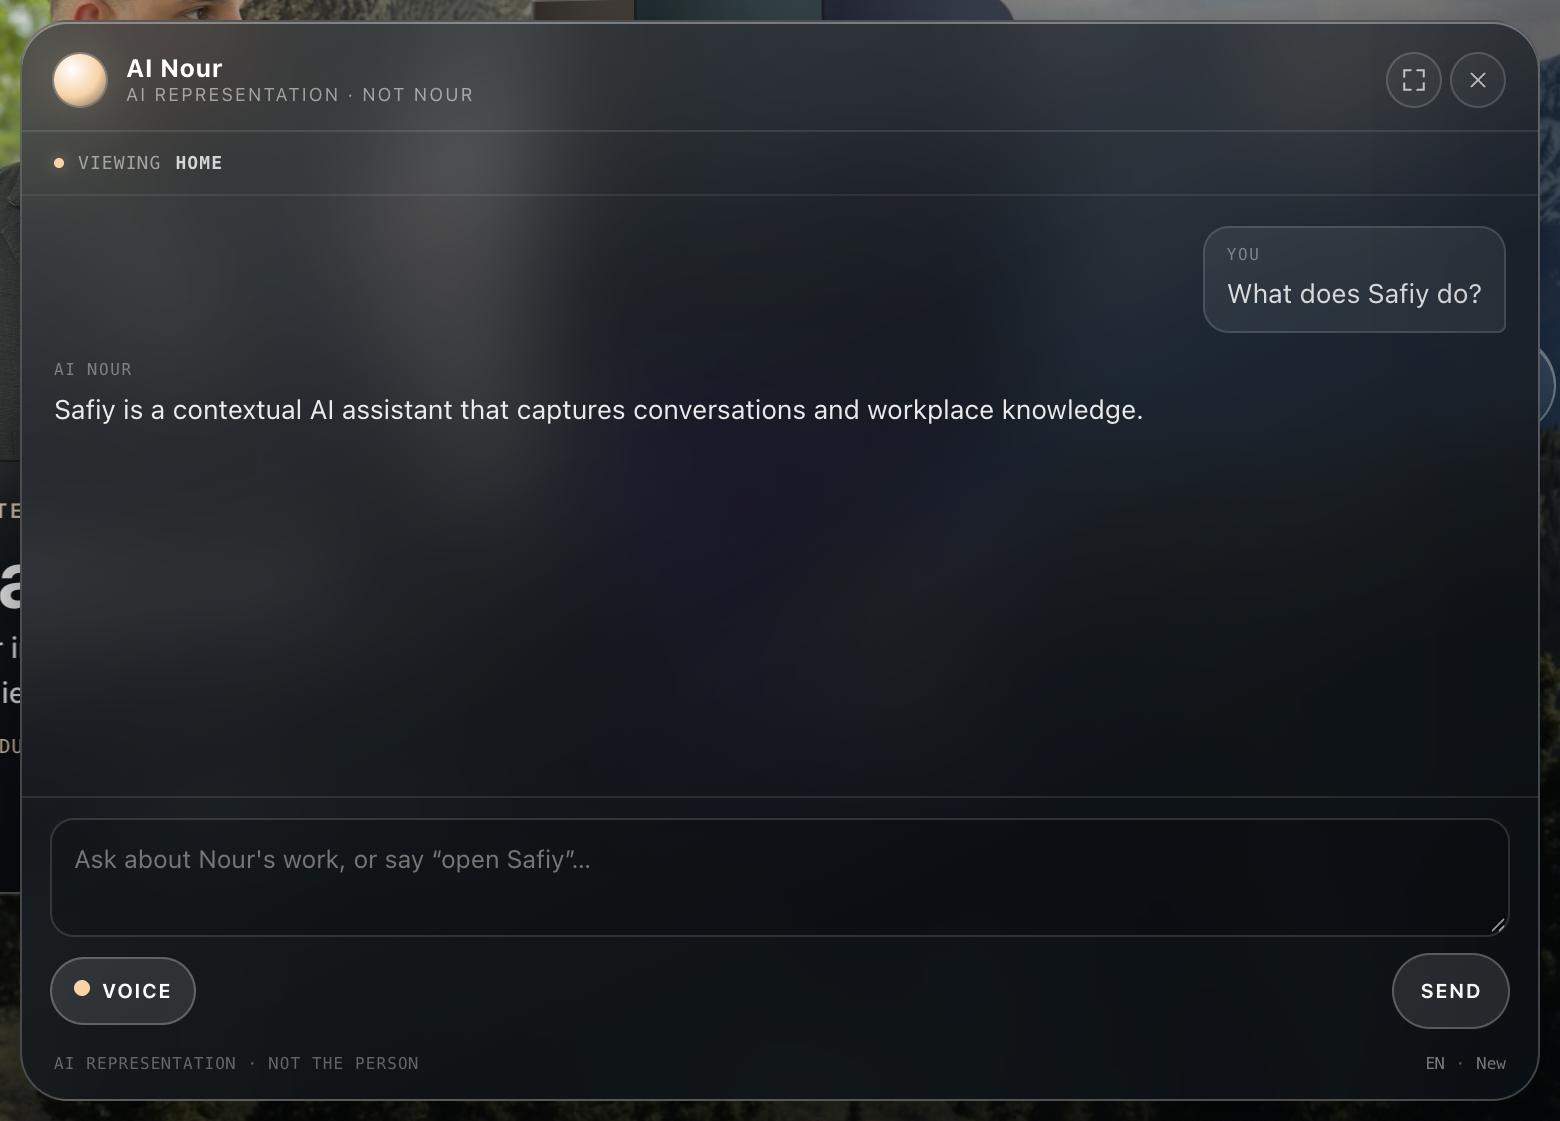 AI Nour
AI REPRESENTATION · NOT NOUR
VIEWING HOME
YOU
What does Safiy do?
AI NOUR
Safiy is a contextual AI assistant that captures conversations and workplace knowledge.
Ask about Nour's work, or say “open Safiy”…
VOICE
SEND
AI REPRESENTATION · NOT THE PERSON
EN · New